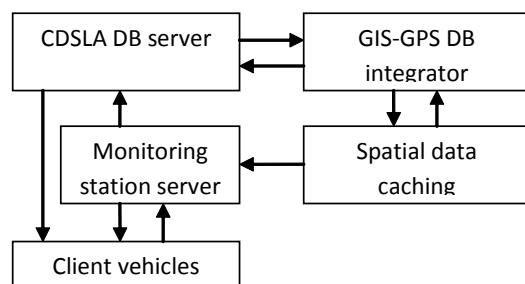 CDSLA DB server
GIS-GPS DB
integrator
Monitoring
station server
Spatial data
caching
Client vehicles